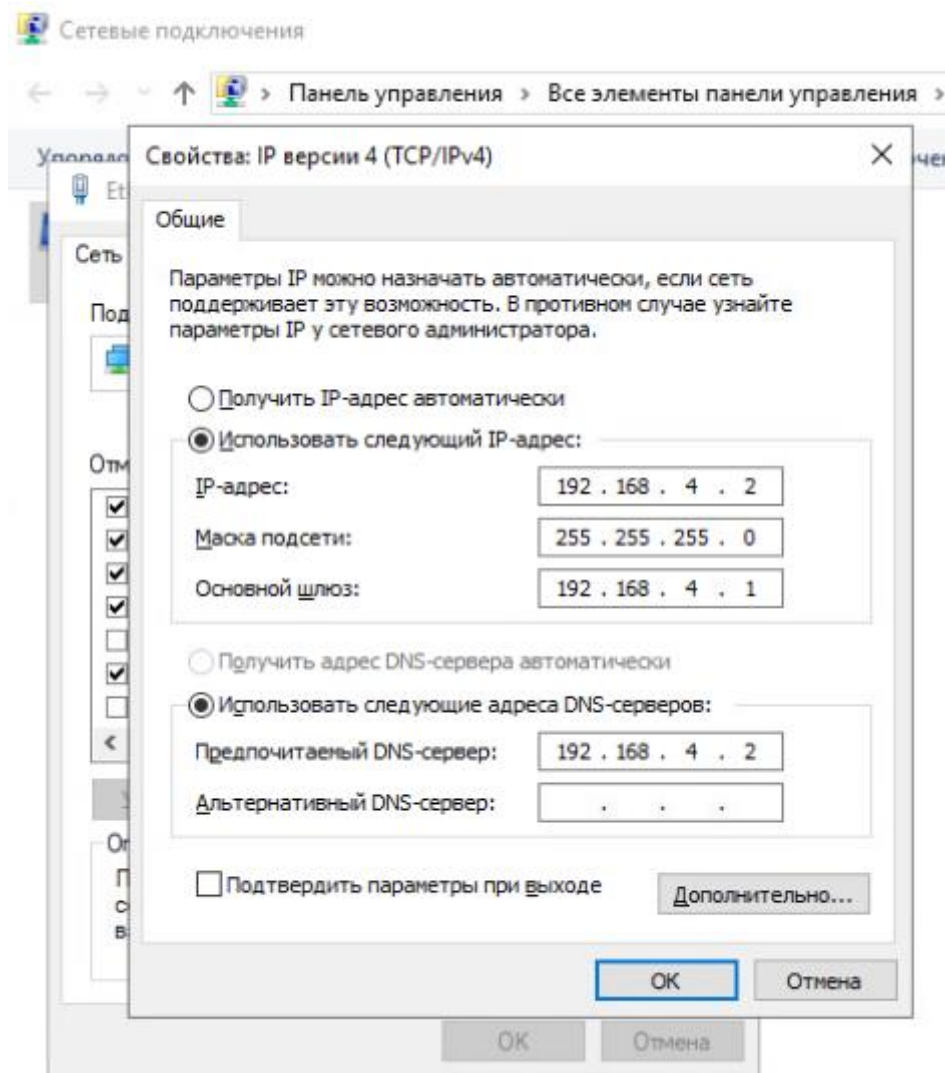 Сетевые подключения
Панель управления › Все элементы панели управления ›
Свойства: IP версии 4 (TCP/IPv4)
Общие
Сеть
Параметры IP можно назначать автоматически, если сеть
поддерживает эту возможность. В противном случае узнайте
параметры IP у сетевого администратора.
Получить IP-адрес автоматически
Использовать следующий IP-адрес:
IP-адрес: 192 . 168 . 4 . 2
Маска подсети: 255 . 255 . 255 . 0
Основной шлюз: 192 . 168 . 4 . 1
Получить адрес DNS-сервера автоматически
Использовать следующие адреса DNS-серверов:
Предпочитаемый DNS-сервер: 192 . 168 . 4 . 2
Альтернативный DNS-сервер: . . .
Подтвердить параметры при выходе
Дополнительно...
ОК Отмена
ОК Отмена